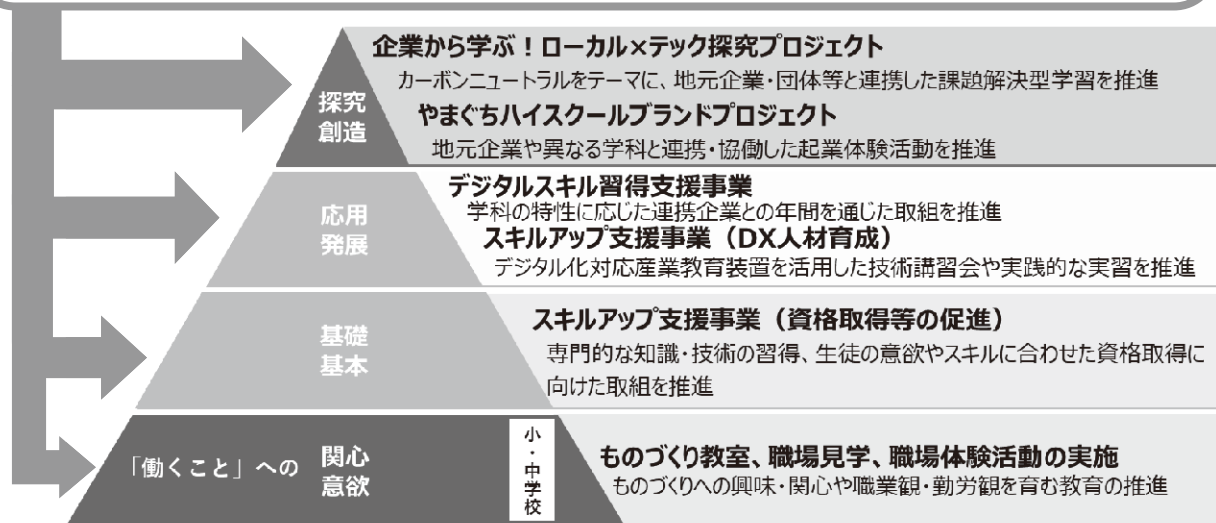 企業から学ぶ！ローカル×テック探究プロジェクト
カーボンニュートラルをテーマに、地元企業・団体等と連携した課題解決型学習を推進
探究
創造
やまぐちハイスクールブランドプロジェクト
地元企業や異なる学科と連携・協働した起業体験活動を推進
デジタルスキル習得支援事業
学科の特性に応じた連携企業との年間を通じた取組を推進
応用
発展
スキルアップ支援事業（DX人材育成）
デジタル化対応産業教育装置を活用した技術講習会や実践的な実習を推進
スキルアップ支援事業（資格取得等の促進）
基礎
基本
専門的な知識・技術の習得、生徒の意欲やスキルに合わせた資格取得に
向けた取組を推進
「働くこと」への
関心
意欲
小・中学校
ものづくり教室、職場見学、職場体験活動の実施
ものづくりへの興味・関心や職業観・勤労観を育む教育の推進